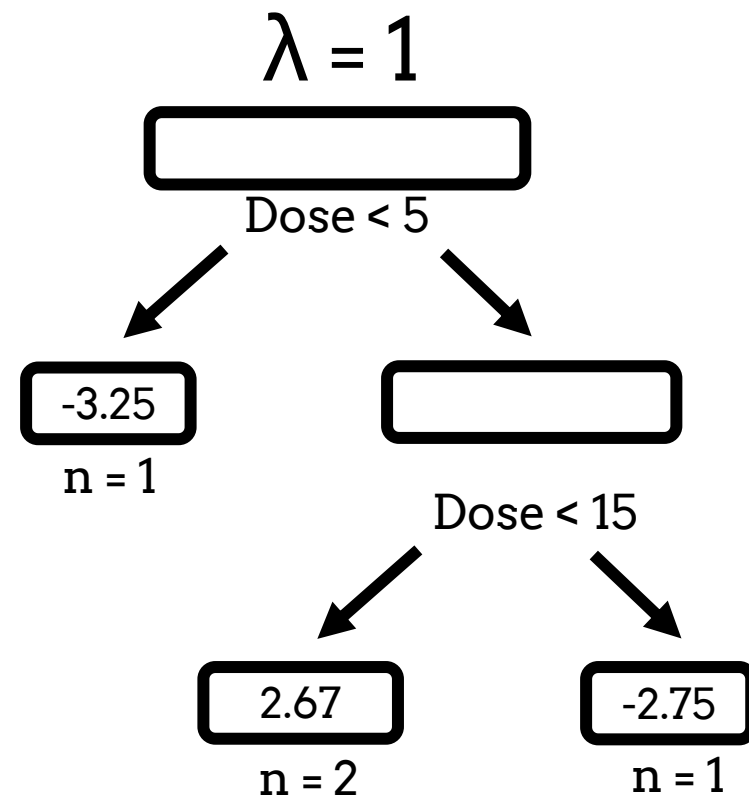 λ = 1
Dose < 5
-3.25
n = 1
Dose < 15
2.67
-2.75
n = 2
n = 1